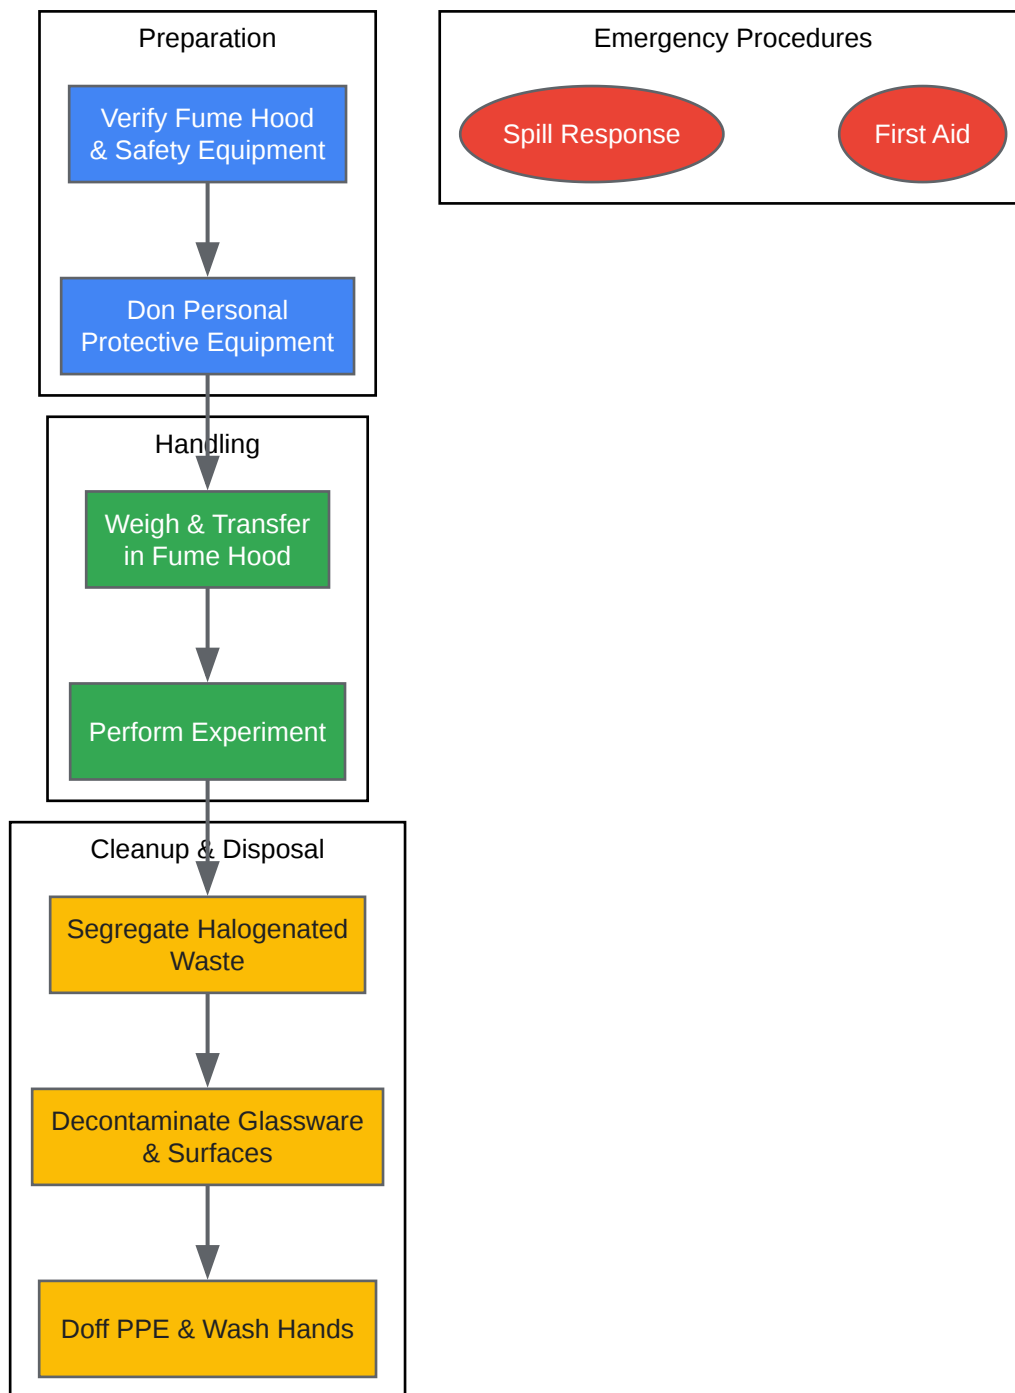 Preparation
Verify Fume Hood
& Safety Equipment
Don Personal
Protective Equipment
Handling
Weigh & Transfer
in Fume Hood
Perform Experiment
Cleanup & Disposal
Segregate Halogenated
Waste
Decontaminate Glassware
& Surfaces
Doff PPE & Wash Hands
Emergency Procedures
Spill Response
First Aid